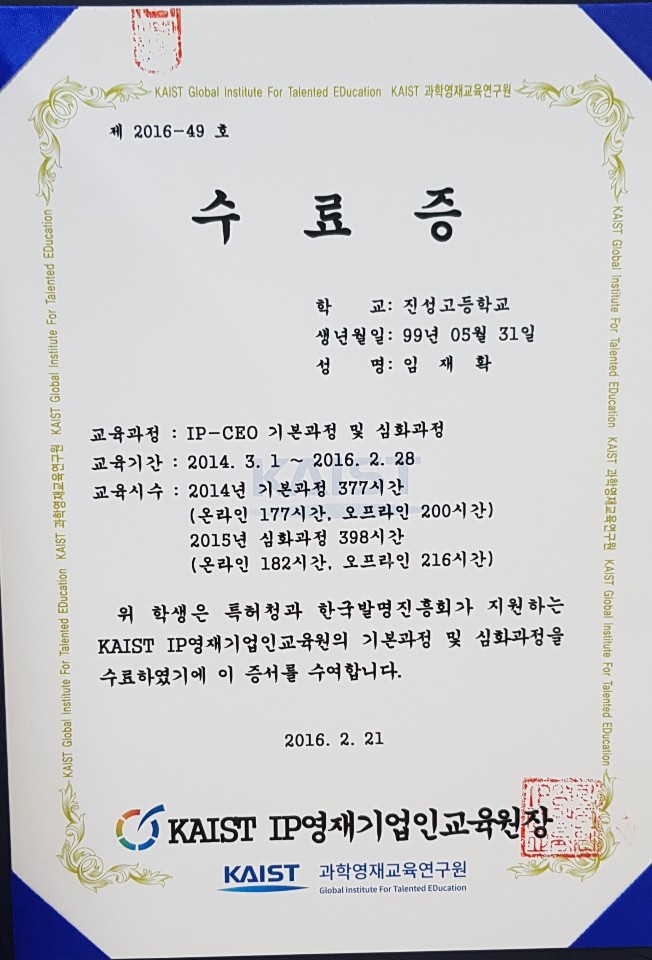 KAIST Global Institute For Talented EDucation KAIST 과학영재교육연구원
제 2016-49 호
수 료 증
학 교: 진성고등학교
생년월일: 99년 05월 31일
성 명: 임 재 확
교육과정 : IP-CEO 기본과정 및 심화과정
교육기간 : 2014. 3. 1 ~ 2016. 2. 28
교육시수 : 2014년 기본과정 377시간
(온라인 177시간, 오프라인 200시간)
2015년 심화과정 398시간
(온라인 182시간, 오프라인 216시간)
KAIST
위 학생은 특허청과 한국발명진흥회가 지원하는
KAIST IP영재기업인교육원의 기본과정 및 심화과정을
수료하였기에 이 증서를 수여합니다.
2016. 2. 21
KAIST IP영재기업인교육원장
KAIST 과학영재교육연구원
Global Institute For Talented EDucation
KAIST Global Institute For Talented EDucation KAIST 과학영재교육연구원 KAIST Global Institute For Talented EDucation
KAIST Global Institute For Talented EDucation KAIST 과학영재교육연구원 KAIST Global Institute For Talented EDucation